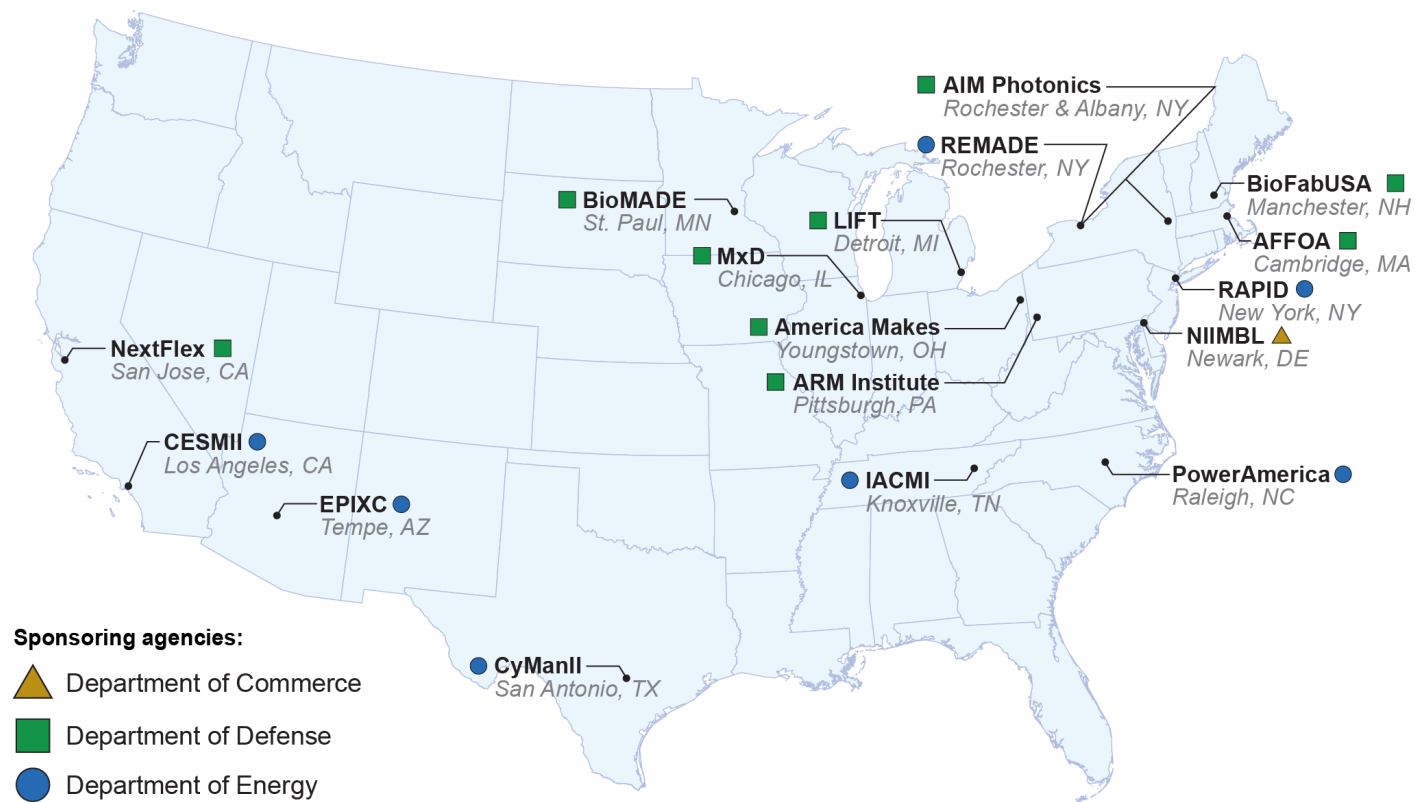 AIM Photonics
Rochester & Albany, NY
REMADE
Rochester, NY
BioFabUSA
Manchester, NH
BioMADE
St. Paul, MN
LIFT
Detroit, MI
AFFOA
Cambridge, MA
MxD
Chicago, IL
RAPID
New York, NY
America Makes
Youngstown, OH
NIIMBL
Newark, DE
NextFlex
San Jose, CA
ARM Institute
Pittsburgh, PA
CESMII
Los Angeles, CA
IACMI
Knoxville, TN
PowerAmerica
Raleigh, NC
EPIXC
Tempe, AZ
CyManII
San Antonio, TX
Sponsoring agencies:
Department of Commerce
Department of Defense
Department of Energy